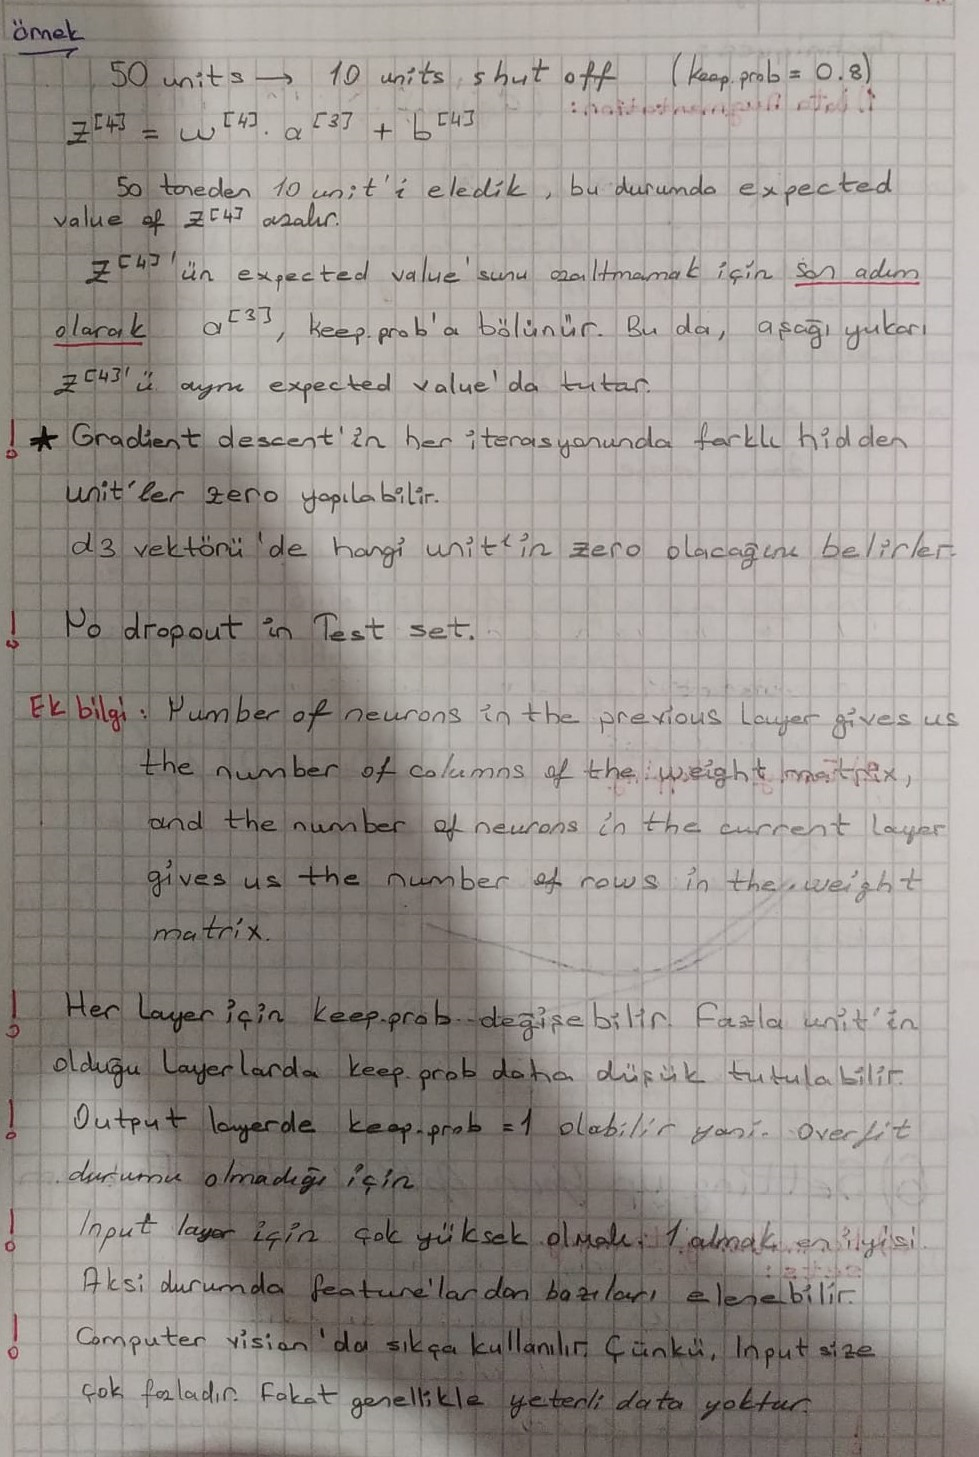 örnek
50 units → 10 units shut off (keep.prob = 0.8)
z[4] = w[4] . a[3] + b[4]
50 taneden 10 unit'i eledik, bu durumda expected
value of z[4] azalır.
z[4]'ün expected value'sunu azaltmamak için son adım
olarak a[3], keep.prob'a bölünür. Bu da, aşağı yukarı
z[4]'ü aynı expected value'da tutar.
! ★ Gradient descent'in her iterasyonunda farklı hidden
unit'ler zero yapılabilir.
d3 vektörü'de hangi unit'in zero olacağını belirler.
! No dropout in Test set.
Ek bilgi: Number of neurons in the previous layer gives us
the number of columns of the weight matrix,
and the number of neurons in the current layer
gives us the number of rows in the weight
matrix.
! Her layer için keep.prob değişebilir. Fazla unit'in
olduğu layerlarda keep.prob daha düşük tutulabilir.
! Output layerde keep.prob = 1 olabilir yani. Overfit
durumu olmadığı için
! Input layer için çok yüksek olmalı. 1 almak en iyisi.
Aksi durumda feature'lardan bazıları elenebilir.
! Computer vision'da sıkça kullanılır. Çünkü, Input size
çok fazladır. Fakat genellikle yeterli data yoktur.